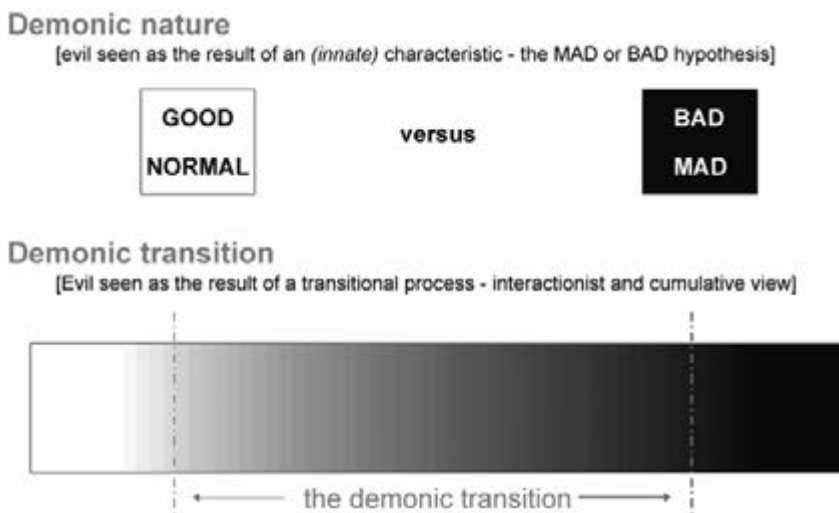 Demonic nature
[evil seen as the result of an (innate) characteristic - the MAD or BAD hypothesis]
GOOD
NORMAL
versus
BAD
MAD
Demonic transition
[Evil seen as the result of a transitional process - interactionist and cumulative view]
the demonic transition